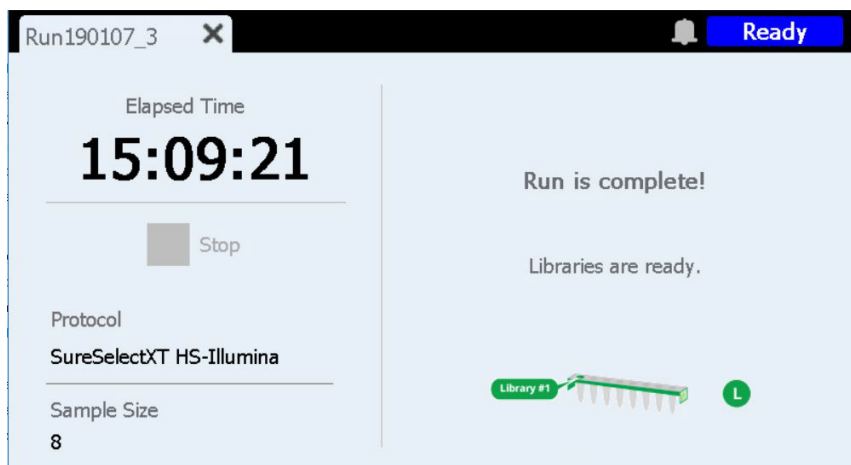 Run190107_3
Ready
Elapsed Time
15:09:21
Stop
Protocol
SureSelectXT HS-Illumina
Sample Size
8
Run is complete!
Libraries are ready.
Library #1
L